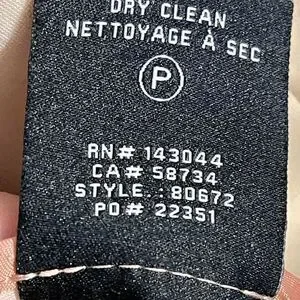 DRY CLEAN
NETTOYAGE À SEC
P
RN# 143044
CA# 58734
STYLE.: 80672
PO# 22351